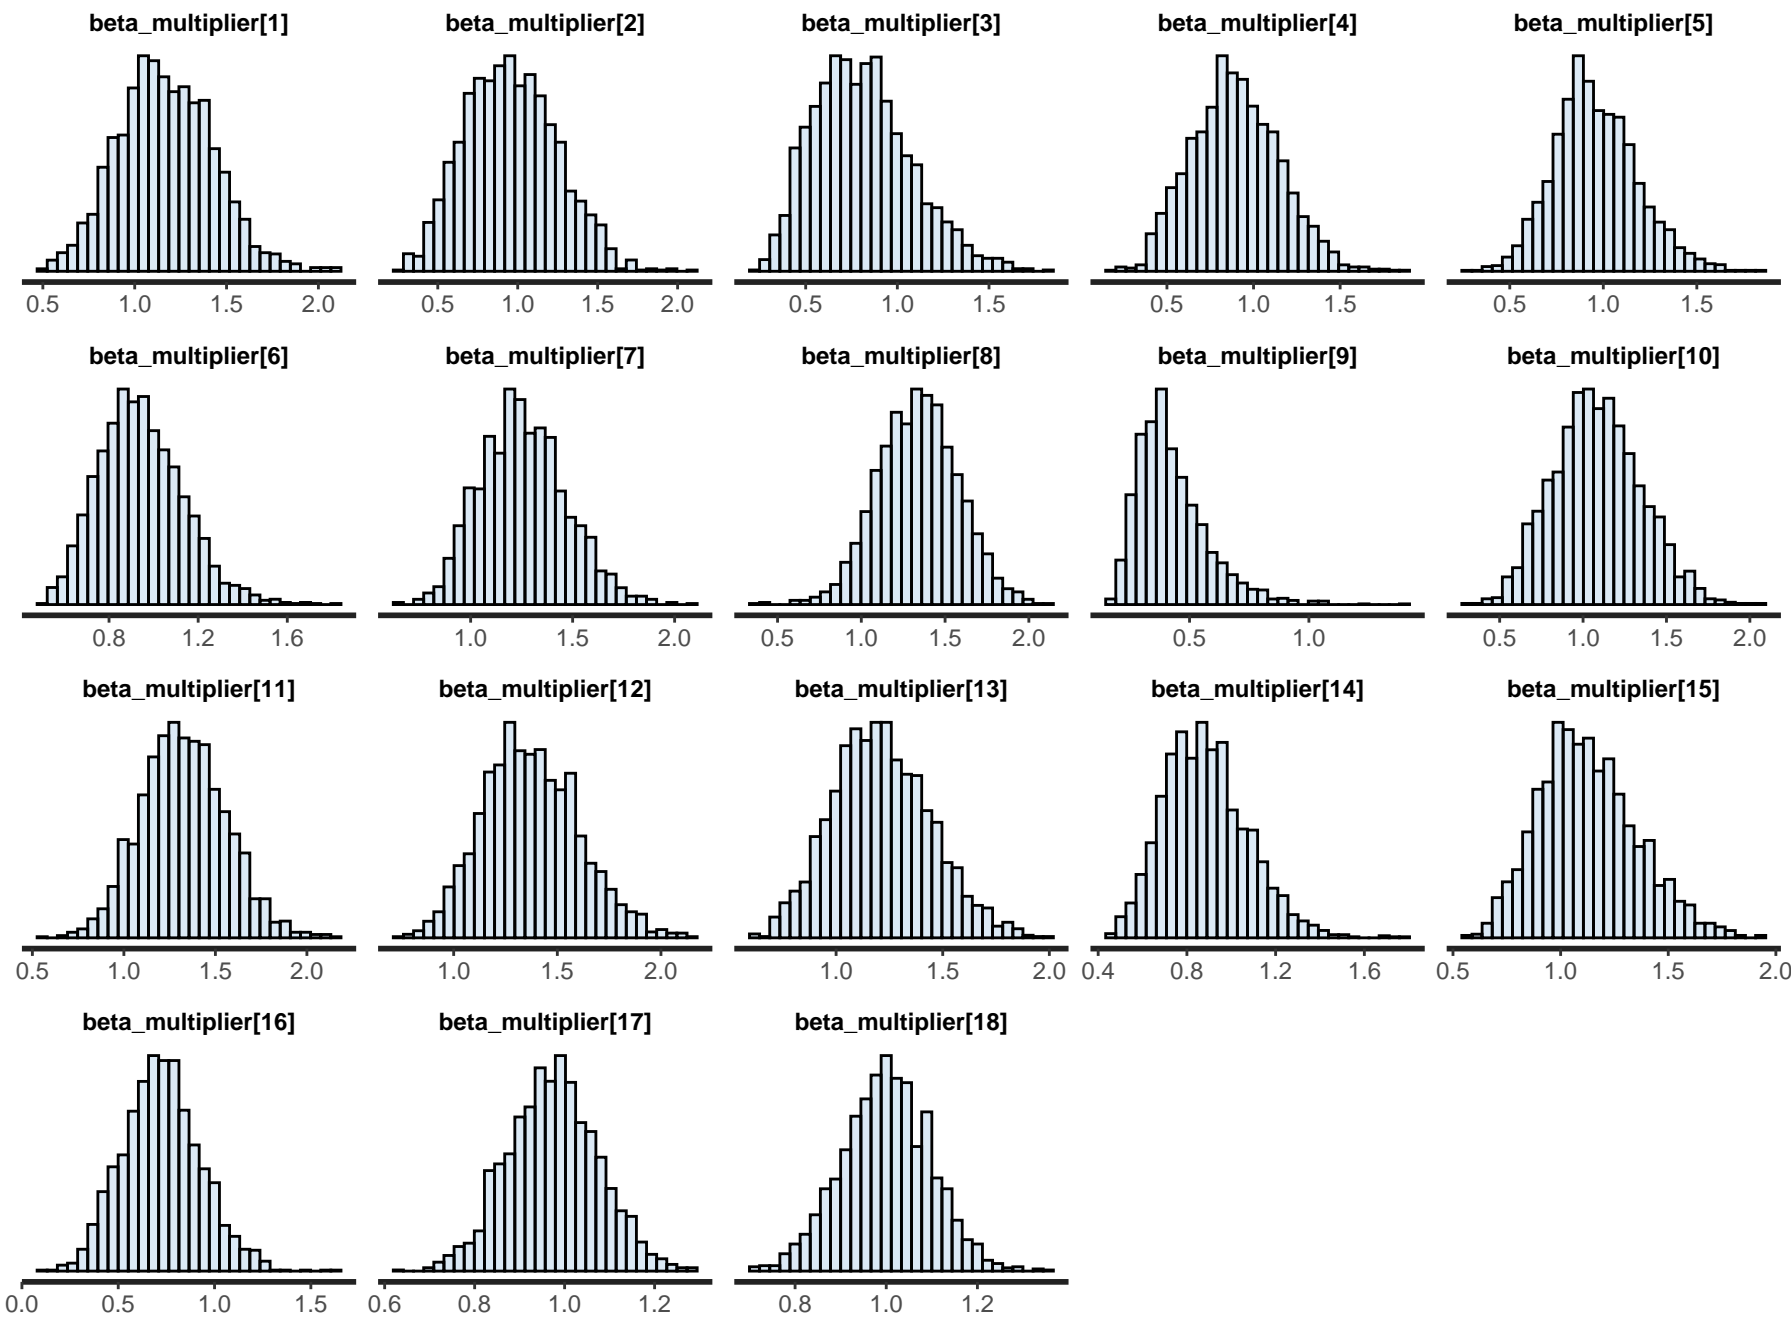 beta_multiplier[1] beta_multiplier[2] beta_multiplier[3] beta_multiplier[4] beta_multiplier[5]
0.5 1.0 1.5 2.0 0.5 1.0 1.5 2.0 0.5 1.0 1.5 0.5 1.0 1.5 0.5 1.0 1.5
beta_multiplier[6] beta_multiplier[7] beta_multiplier[8] beta_multiplier[9] beta_multiplier[10]
0.8 1.2 1.6 1.0 1.5 2.0 0.5 1.0 1.5 2.0 0.5 1.0 0.5 1.0 1.5 2.0
beta_multiplier[11] beta_multiplier[12] beta_multiplier[13] beta_multiplier[14] beta_multiplier[15]
0.5 1.0 1.5 2.0 1.0 1.5 2.0 1.0 1.5 2.0 0.4 0.8 1.2 1.6 0.5 1.0 1.5 2.0
beta_multiplier[16] beta_multiplier[17] beta_multiplier[18]
0.0 0.5 1.0 1.5 0.6 0.8 1.0 1.2 0.8 1.0 1.2